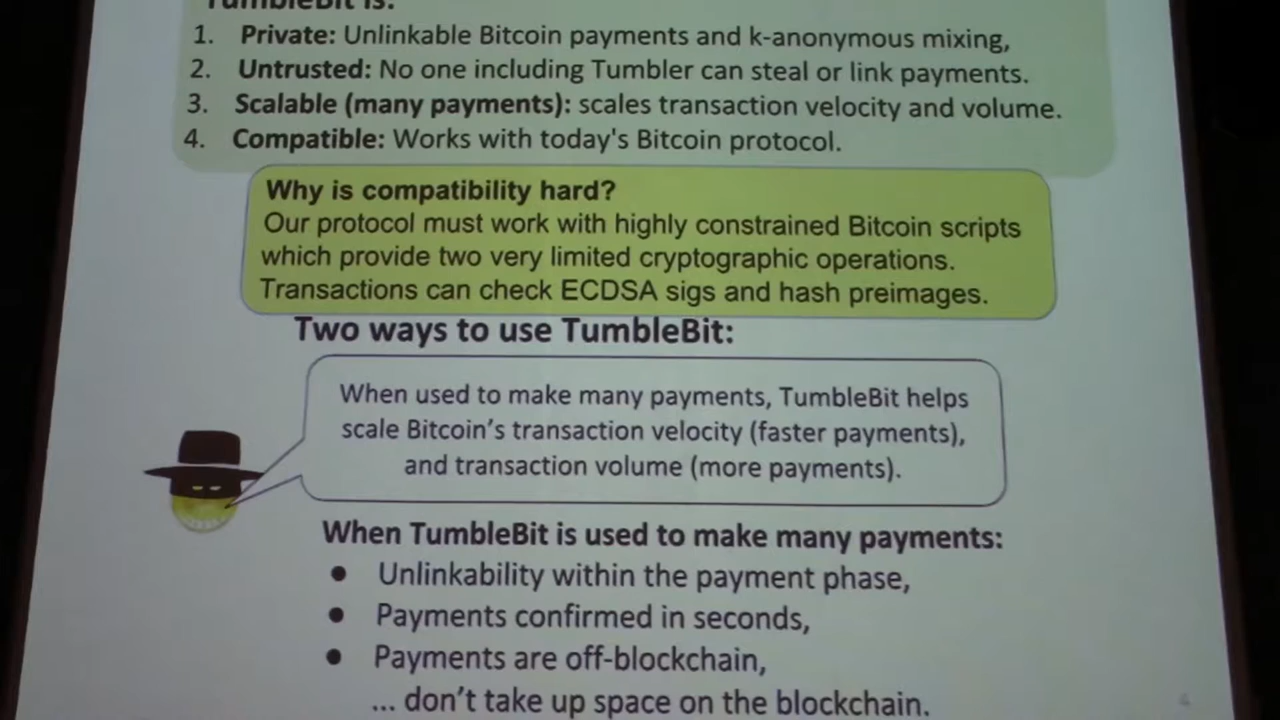 TumbleBit is:
1. Private: Unlinkable Bitcoin payments and k-anonymous mixing,
2. Untrusted: No one including Tumbler can steal or link payments.
3. Scalable (many payments): scales transaction velocity and volume.
4. Compatible: Works with today's Bitcoin protocol.
Why is compatibility hard?
Our protocol must work with highly constrained Bitcoin scripts
which provide two very limited cryptographic operations.
Transactions can check ECDSA sigs and hash preimages.
Two ways to use TumbleBit:
When used to make many payments, TumbleBit helps
scale Bitcoin’s transaction velocity (faster payments),
and transaction volume (more payments).
When TumbleBit is used to make many payments:
● Unlinkability within the payment phase,
● Payments confirmed in seconds,
● Payments are off-blockchain,
... don’t take up space on the blockchain.
4